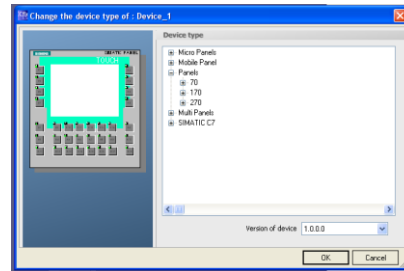 Change the device type of : Device_1
Device type
SIMATIC PANEL
TOUCH
Micro Panels
Mobile Panel
Panels
70
170
270
Multi Panels
SIMATIC C7
Version of device 1.0.0.0
OK Cancel